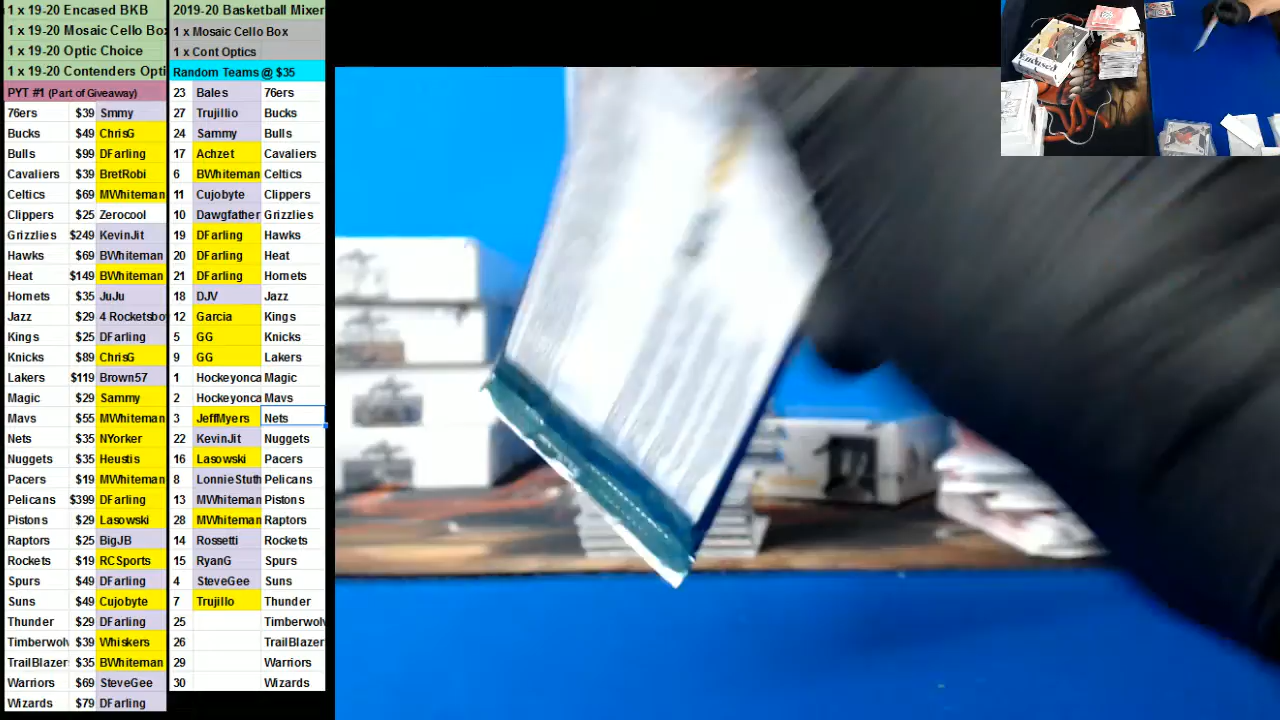 1 x 19-20 Encased BKB
1 x 19-20 Mosaic Cello Box
1 x 19-20 Optic Choice
1 x 19-20 Contenders Opti
PYT #1 (Part of Giveaway)
76ers $39 Smmy
Bucks $49 ChrisG
Bulls $99 DFarling
Cavaliers $39 BretRobi
Celtics $69 MWhiteman
Clippers $25 Zerocool
Grizzlies $249 KevinJit
Hawks $69 BWhiteman
Heat $149 BWhiteman
Hornets $35 JuJu
Jazz $29 4 Rocketsbo
Kings $25 DFarling
Knicks $89 ChrisG
Lakers $119 Brown57
Magic $29 Sammy
Mavs $55 MWhiteman
Nets $35 NYorker
Nuggets $35 Heustis
Pacers $19 MWhiteman
Pelicans $399 DFarling
Pistons $29 Lasowski
Raptors $25 BigJB
Rockets $19 RCSports
Spurs $49 DFarling
Suns $49 Cujobyte
Thunder $29 DFarling
Timberwolv $39 Whiskers
TrailBlazer $35 BWhiteman
Warriors $69 SteveGee
Wizards $79 DFarling
2019-20 Basketball Mixer
1 x Mosaic Cello Box
1 x Cont Optics
Random Teams @ $35
23 Bales 76ers
27 Trujillio Bucks
24 Sammy Bulls
17 Achzet Cavaliers
6 BWhiteman Celtics
11 Cujobyte Clippers
10 Dawgfather Grizzlies
19 DFarling Hawks
20 DFarling Heat
21 DFarling Hornets
18 DJV Jazz
12 Garcia Kings
5 GG Knicks
9 GG Lakers
1 Hockeyonca Magic
2 Hockeyonca Mavs
3 JeffMyers Nets
22 KevinJit Nuggets
16 Lasowski Pacers
8 LonnieStuth Pelicans
13 MWhiteman Pistons
28 MWhiteman Raptors
14 Rossetti Rockets
15 RyanG Spurs
4 SteveGee Suns
7 Trujillo Thunder
25 Timberwolv
26 TrailBlazer
29 Warriors
30 Wizards
Encased